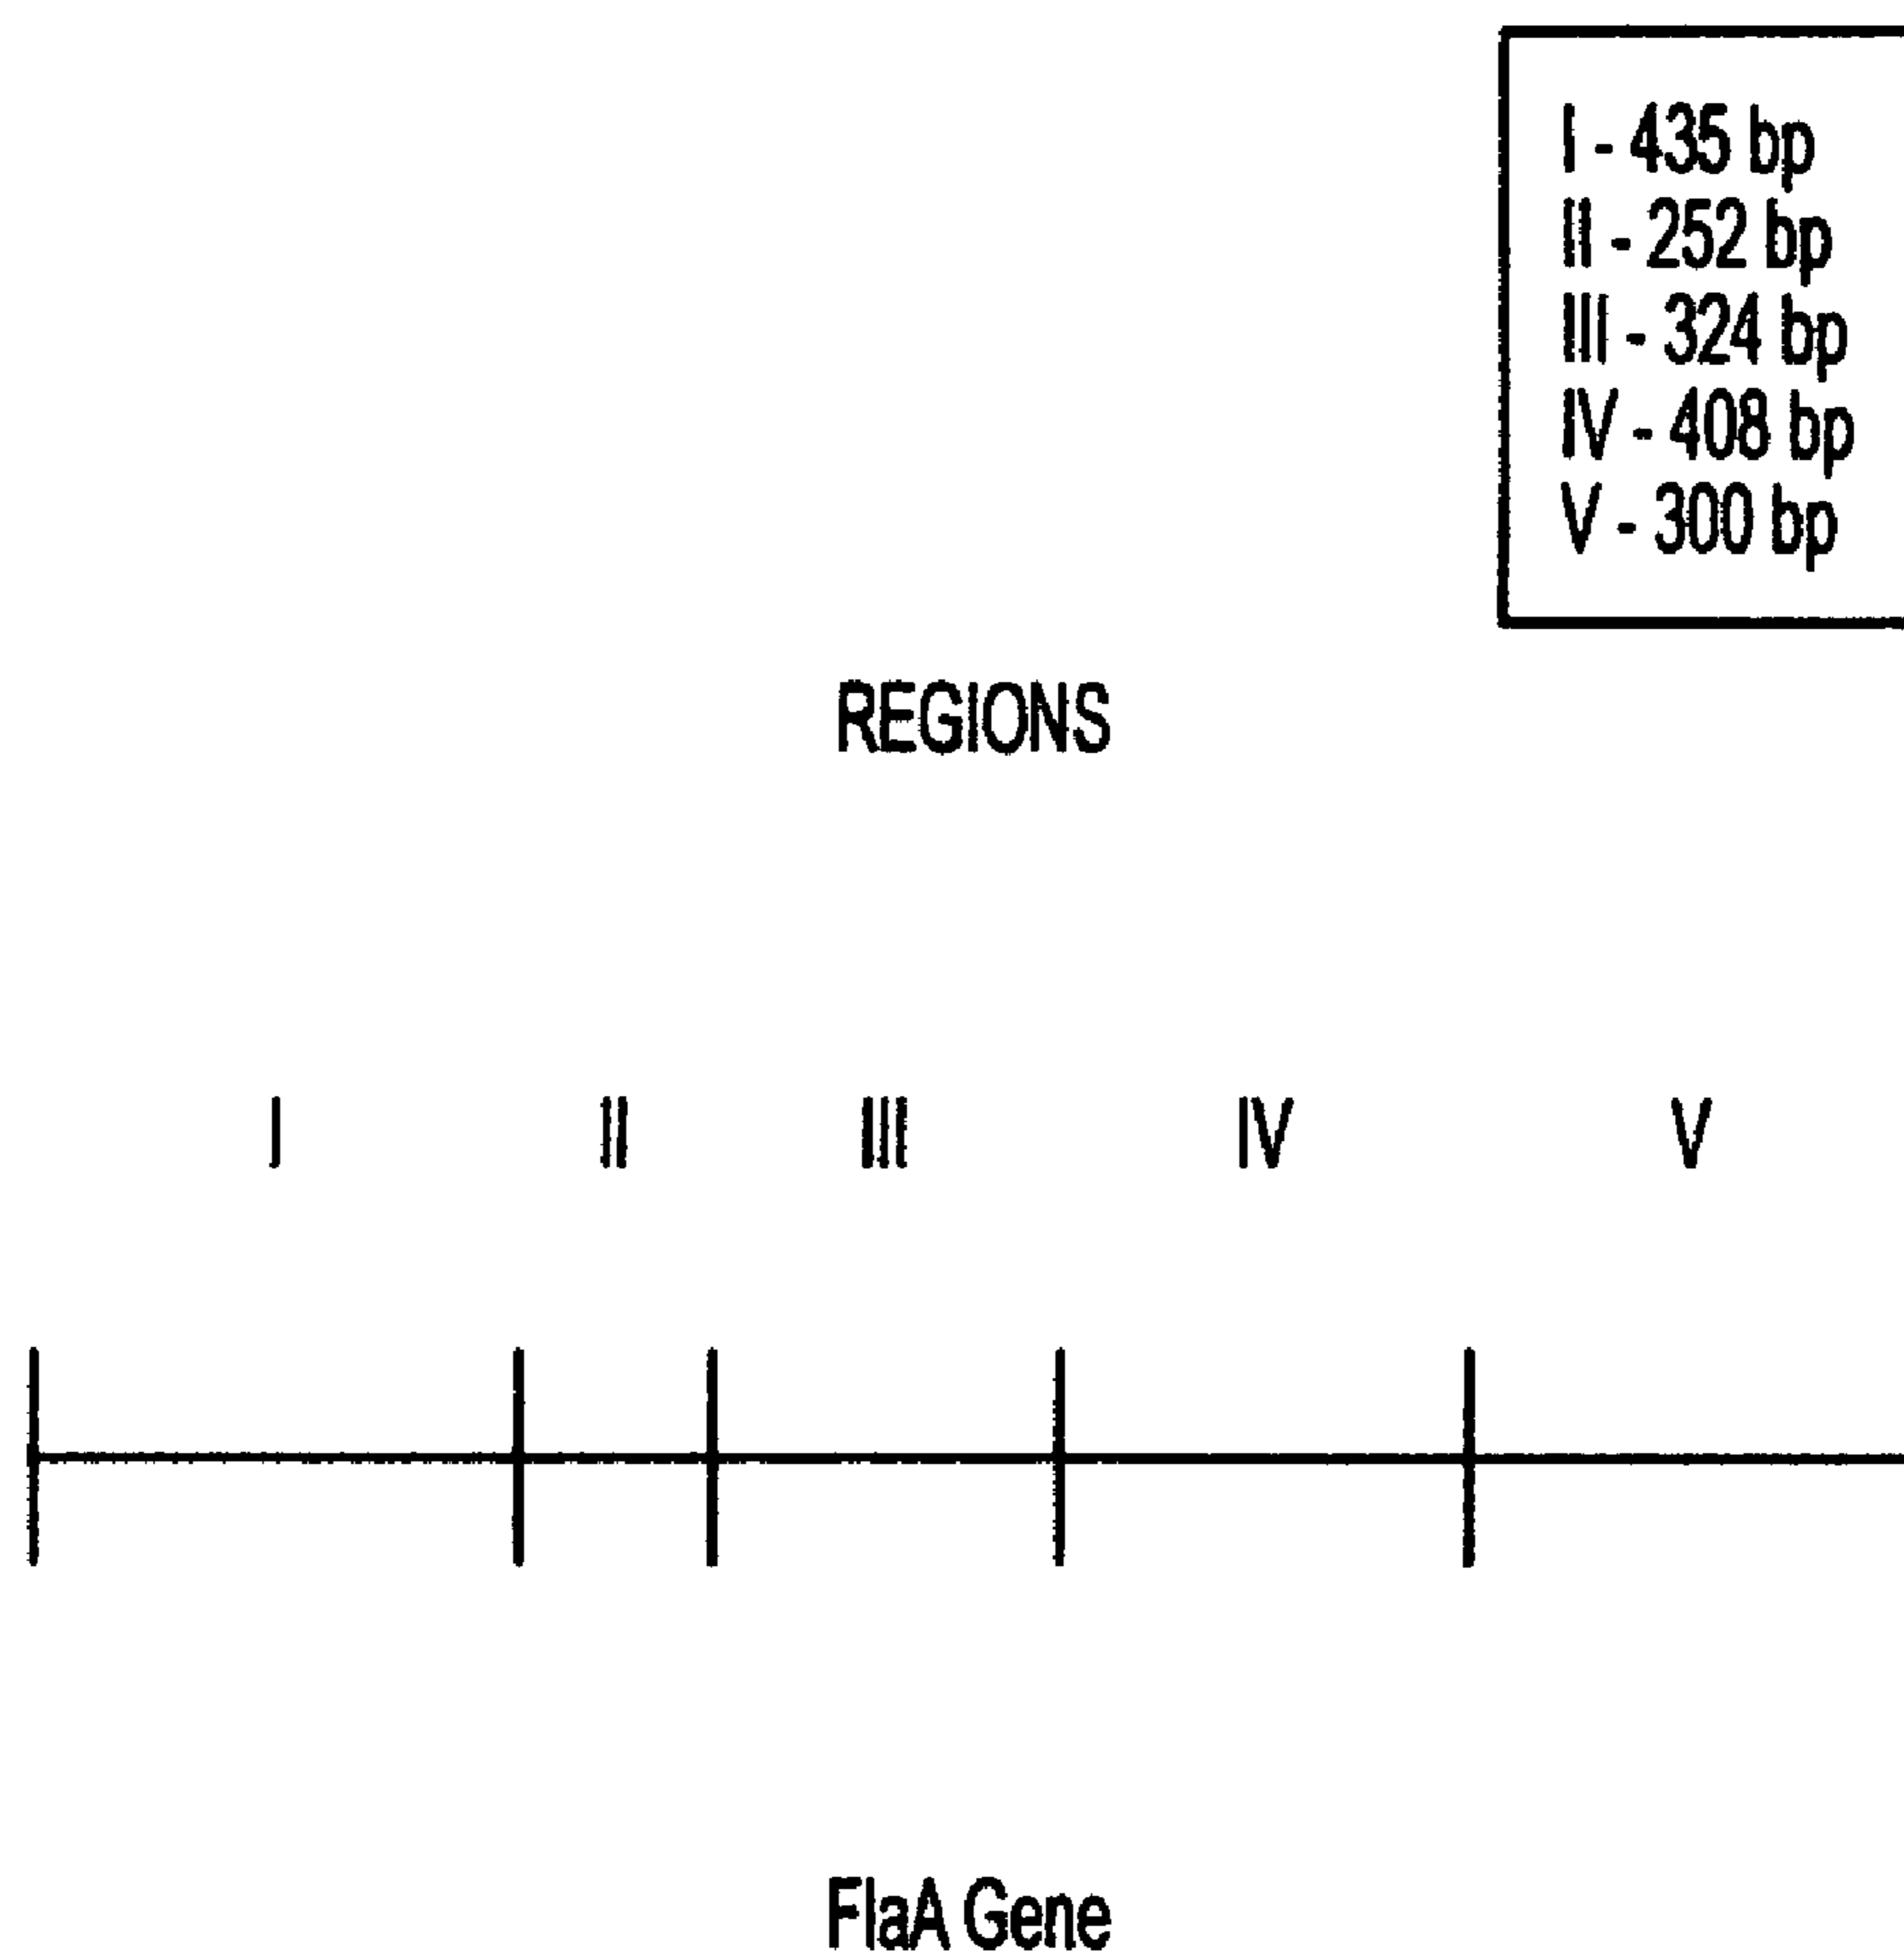 I - 435 bp
II - 252 bp
III - 324 bp
IV - 408 bp
V - 300 bp
REGIONS
I II III IV V
FlaA Gene